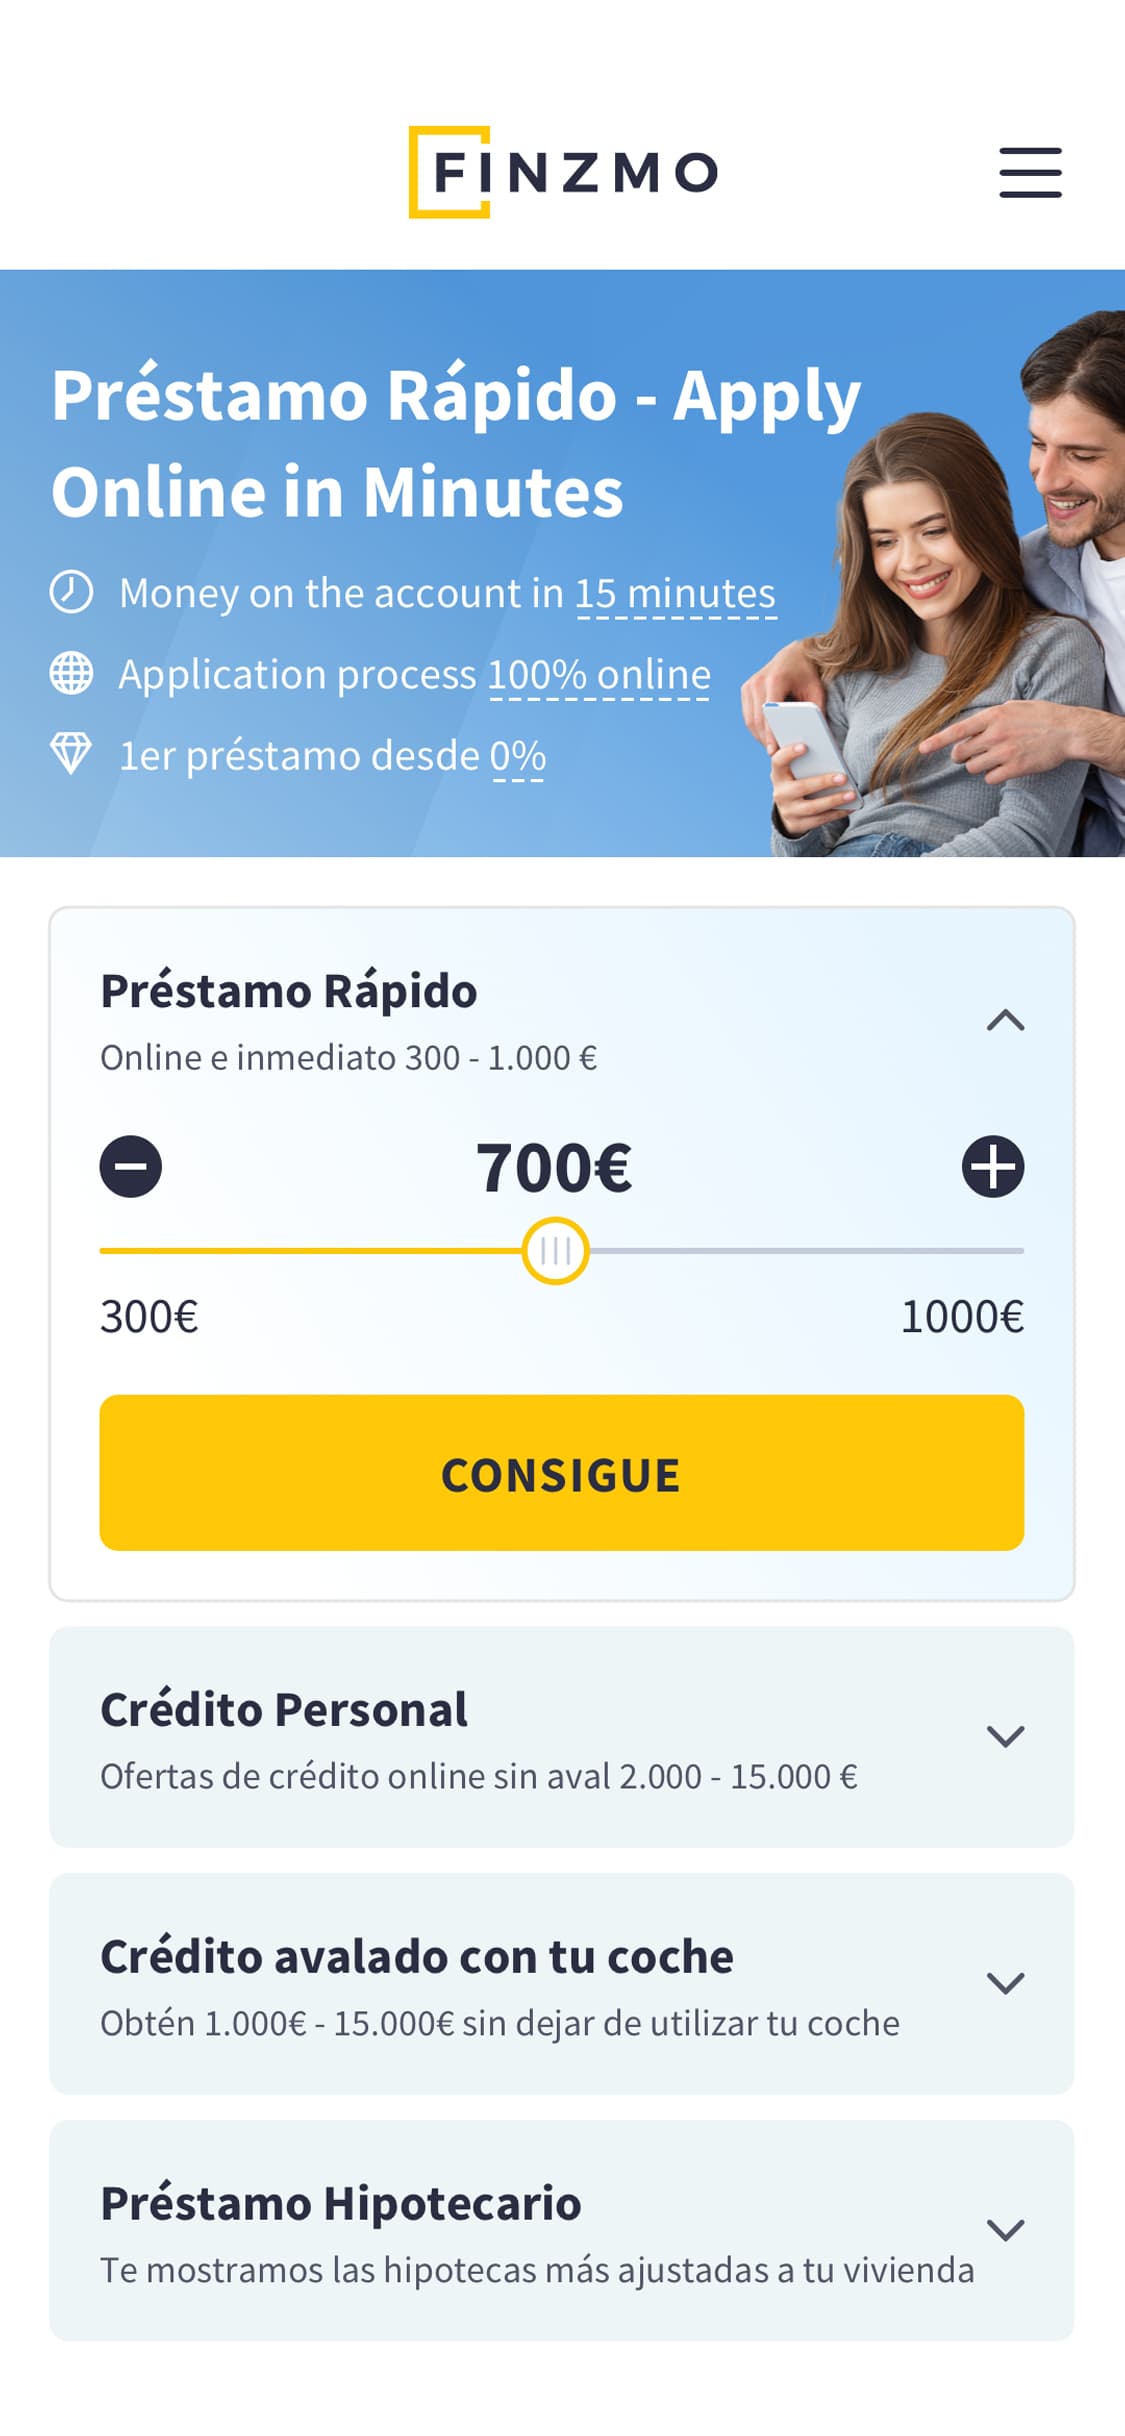 FINZMO
Préstamo Rápido - Apply
Online in Minutes
Money on the account in 15 minutes
Application process 100% online
1er préstamo desde 0%
Préstamo Rápido
Online e inmediato 300 - 1.000 €
700€
300€ 1000€
CONSIGUE
Crédito Personal
Ofertas de crédito online sin aval 2.000 - 15.000 €
Crédito avalado con tu coche
Obtén 1.000€ - 15.000€ sin dejar de utilizar tu coche
Préstamo Hipotecario
Te mostramos las hipotecas más ajustadas a tu vivienda